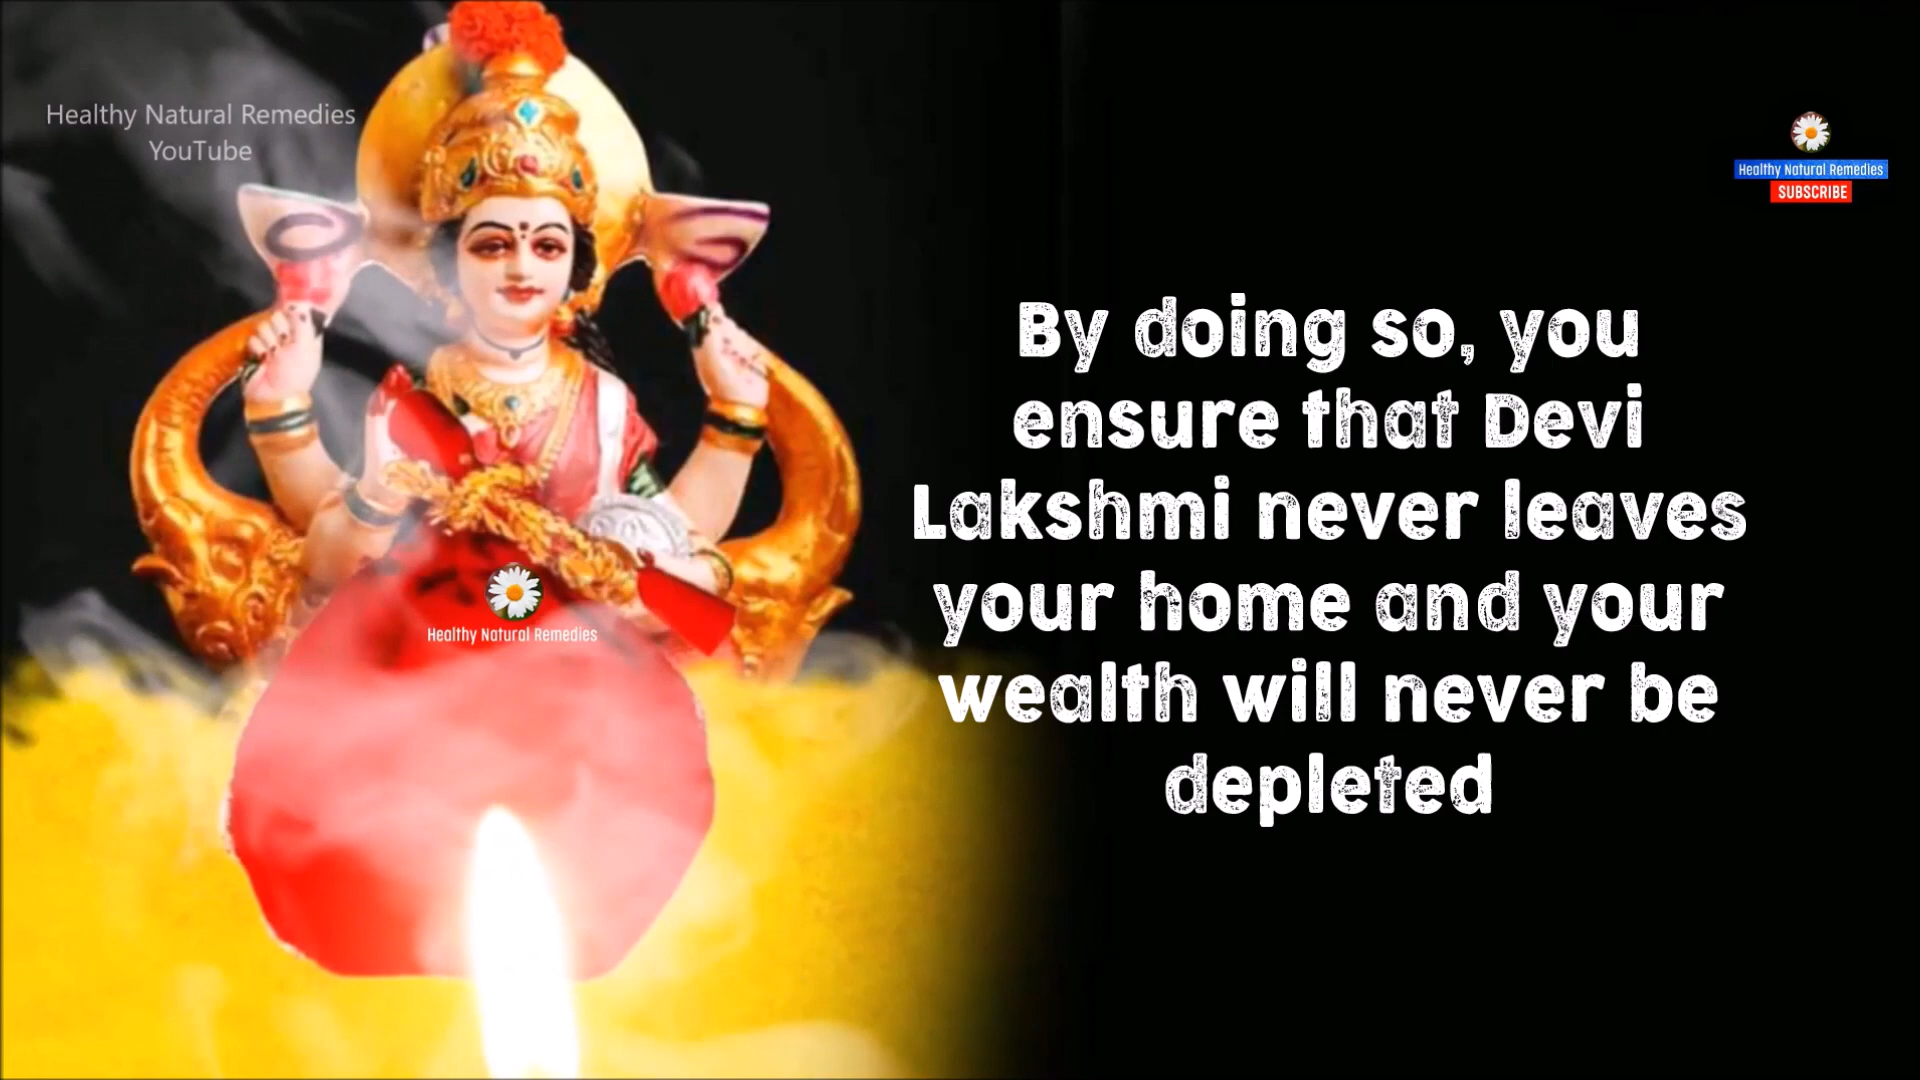 Healthy Natural Remedies
YouTube
Healthy Natural Remedies
SUBSCRIBE
By doing so, you
ensure that Devi
Lakshmi never leaves
your home and your
wealth will never be
depleted
Healthy Natural Remedies